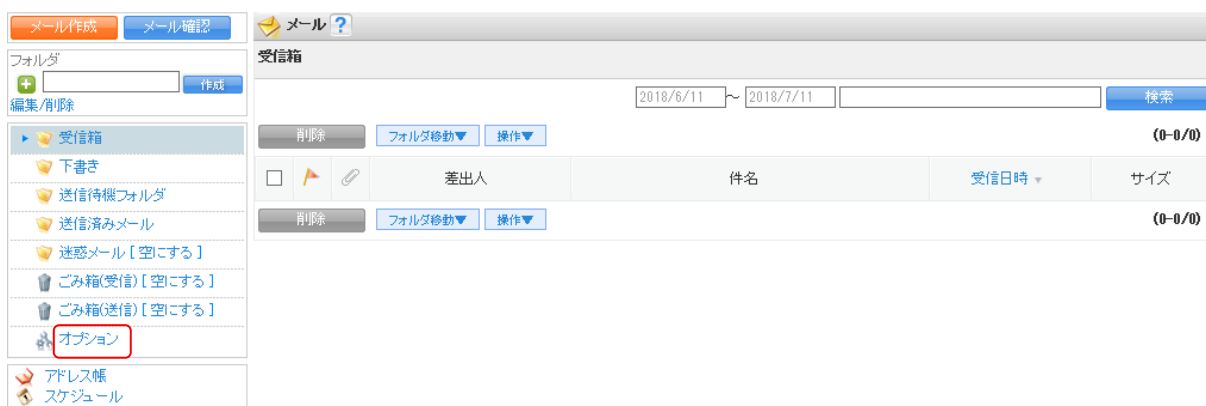 メール作成 メール確認
フォルダ
作成
編集/削除
受信箱
下書き
送信待機フォルダ
送信済みメール
迷惑メール [ 空にする ]
ごみ箱(受信) [ 空にする ]
ごみ箱(送信) [ 空にする ]
オプション
アドレス帳
スケジュール
メール ?
受信箱
2018/6/11 ～ 2018/7/11 検索
削除 フォルダ移動▼ 操作▼ (0-0/0)
差出人 件名 受信日時 ▼ サイズ
削除 フォルダ移動▼ 操作▼ (0-0/0)